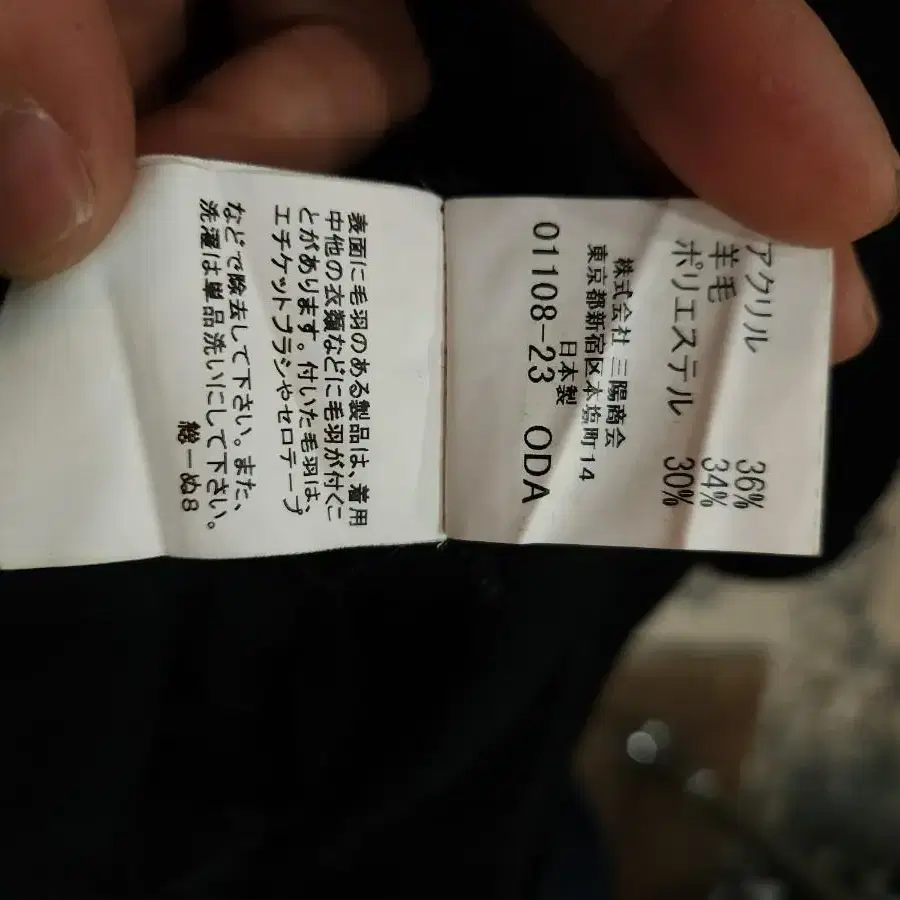 アクリル 36%
羊毛 34%
ポリエステル 30%
株式会社 三陽商会
東京都新宿区本塩町14
日本製
01108-23 ODA
表面に毛羽のある製品は、着用
中他の衣類などに毛羽が付くこ
とがあります。付いた毛羽は、
エチケットブラシやセロテープ
などで除去して下さい。また、
洗濯は単品洗いにして下さい。
総ーぬ8